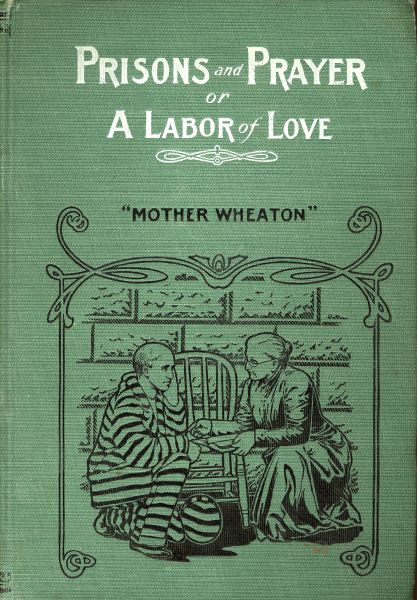 PRISONS and PRAYER
or
A LABOR of LOVE
"MOTHER WHEATON"